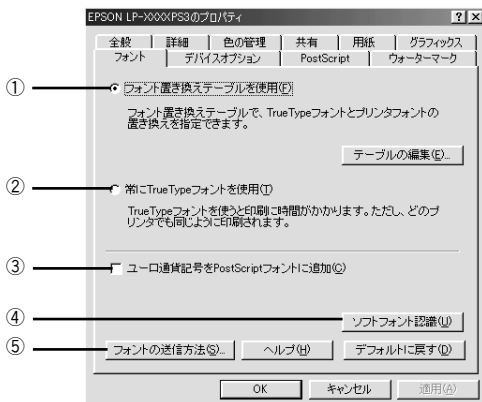 EPSON LP-XXXXPS3のプロパティ
全般 詳細 色の管理 共有 用紙 グラフィックス
フォント デバイスオプション PostScript ウォーターマーク
① フォント置き換えテーブルを使用(F)
フォント置き換えテーブルで、TrueTypeフォントとプリンタフォントの
置き換えを指定できます。
テーブルの編集(E)...
② 常にTrueTypeフォントを使用(T)
TrueTypeフォントを使うと印刷に時間がかかります。ただし、どのプ
リンタでも同じように印刷されます。
③ ユーロ通貨記号をPostScriptフォントに追加(C)
④ ソフトフォント認識(U)
⑤ フォントの送信方法(S)... ヘルプ(H) デフォルトに戻す(D)
OK キャンセル 適用(A)